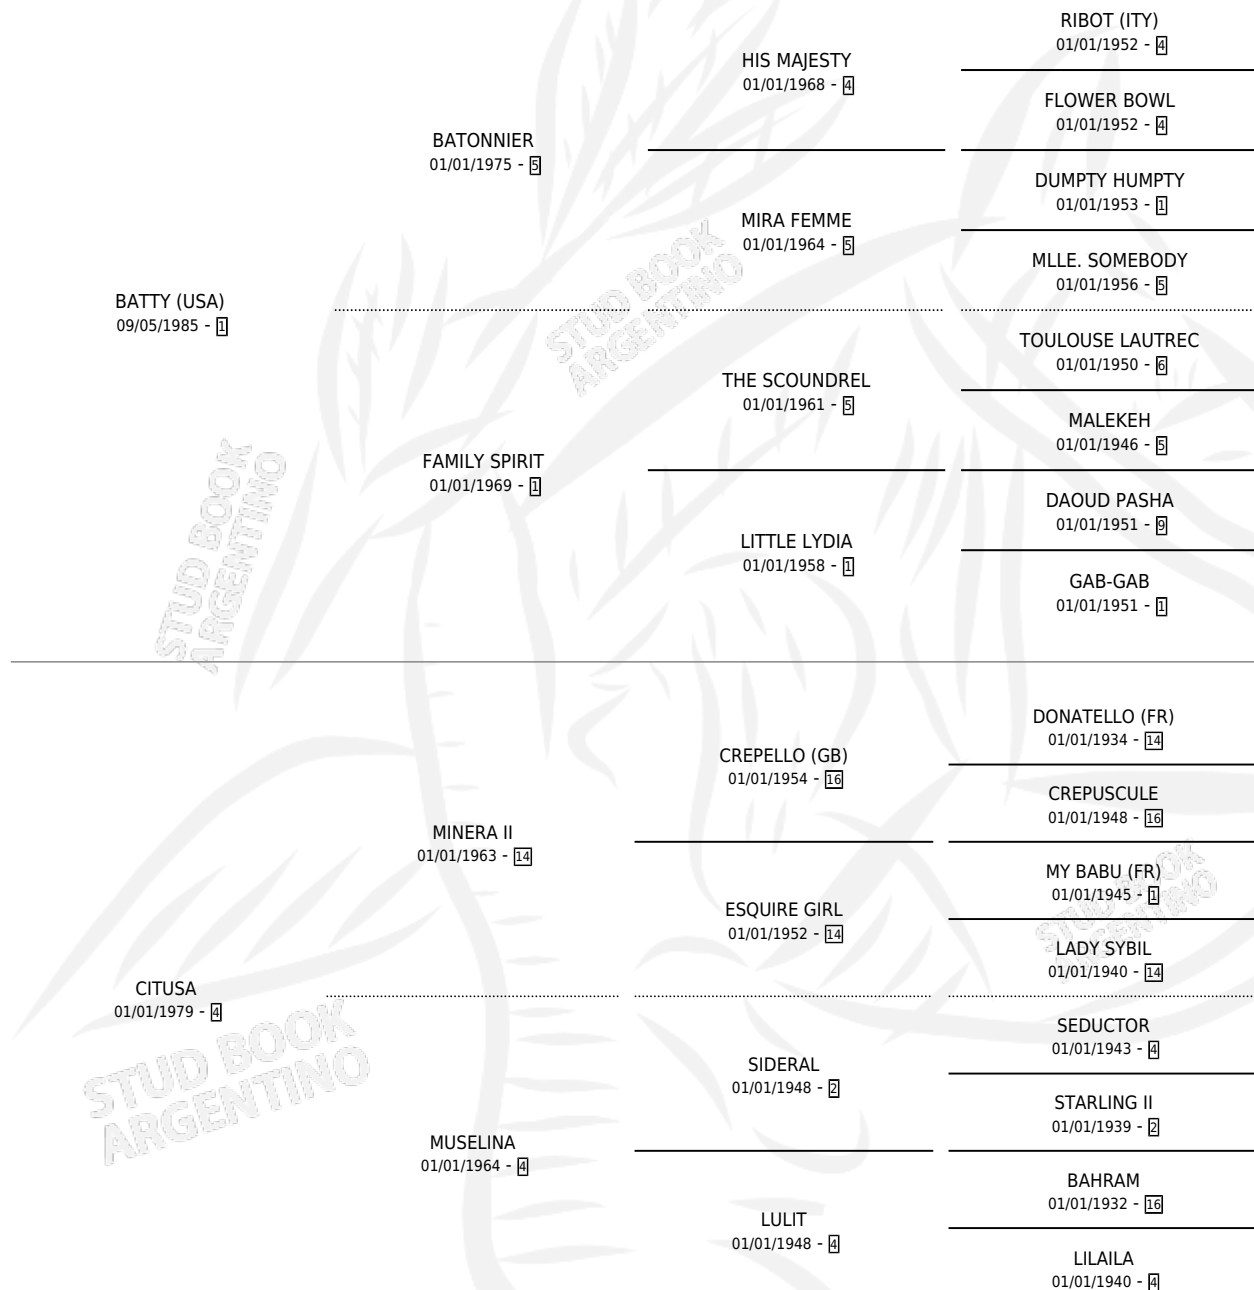 RIBOT (ITY)
01/01/1952 - 4
HIS MAJESTY
01/01/1968 - 4
FLOWER BOWL
01/01/1952 - 4
BATONNIER
01/01/1975 - 5
DUMPTY HUMPTY
01/01/1953 - 1
MIRA FEMME
01/01/1964 - 5
MLLE. SOMEBODY
01/01/1956 - 5
BATTY (USA)
09/05/1985 - 1
TOULOUSE LAUTREC
01/01/1950 - 6
THE SCOUNDREL
01/01/1961 - 5
MALEKEH
01/01/1946 - 5
FAMILY SPIRIT
01/01/1969 - 1
DAOUD PASHA
01/01/1951 - 9
LITTLE LYDIA
01/01/1958 - 1
GAB-GAB
01/01/1951 - 1
DONATELLO (FR)
01/01/1934 - 14
CREPELLO (GB)
01/01/1954 - 16
CREPUSCULE
01/01/1948 - 16
MINERA II
01/01/1963 - 14
MY BABU (FR)
01/01/1945 - 1
ESQUIRE GIRL
01/01/1952 - 14
LADY SYBIL
01/01/1940 - 14
CITUSA
01/01/1979 - 4
SEDUCTOR
01/01/1943 - 4
SIDERAL
01/01/1948 - 2
STARLING II
01/01/1939 - 2
MUSELINA
01/01/1964 - 4
BAHRAM
01/01/1932 - 16
LULIT
01/01/1948 - 4
LILAILA
01/01/1940 - 4
STUD BOOK
ARGENTINO
STUD BOOK
ARGENTINO
STUD BOOK
ARGENTINO
STUD BOOK
ARGENTINO